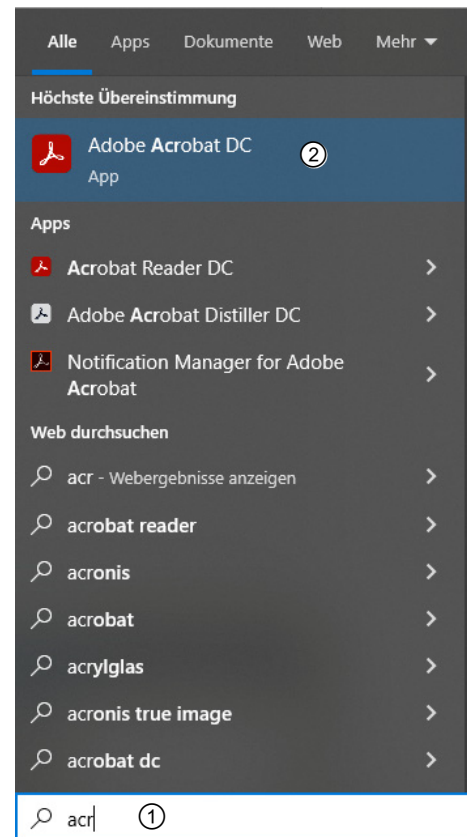 Alle Apps Dokumente Web Mehr
Höchste Übereinstimmung
Adobe Acrobat DC ②
App
Apps
Acrobat Reader DC
Adobe Acrobat Distiller DC
Notification Manager for Adobe
Acrobat
Web durchsuchen
acr - Webergebnisse anzeigen
acrobat reader
acronis
acrobat
acrylglas
acronis true image
acrobat dc
acr ①